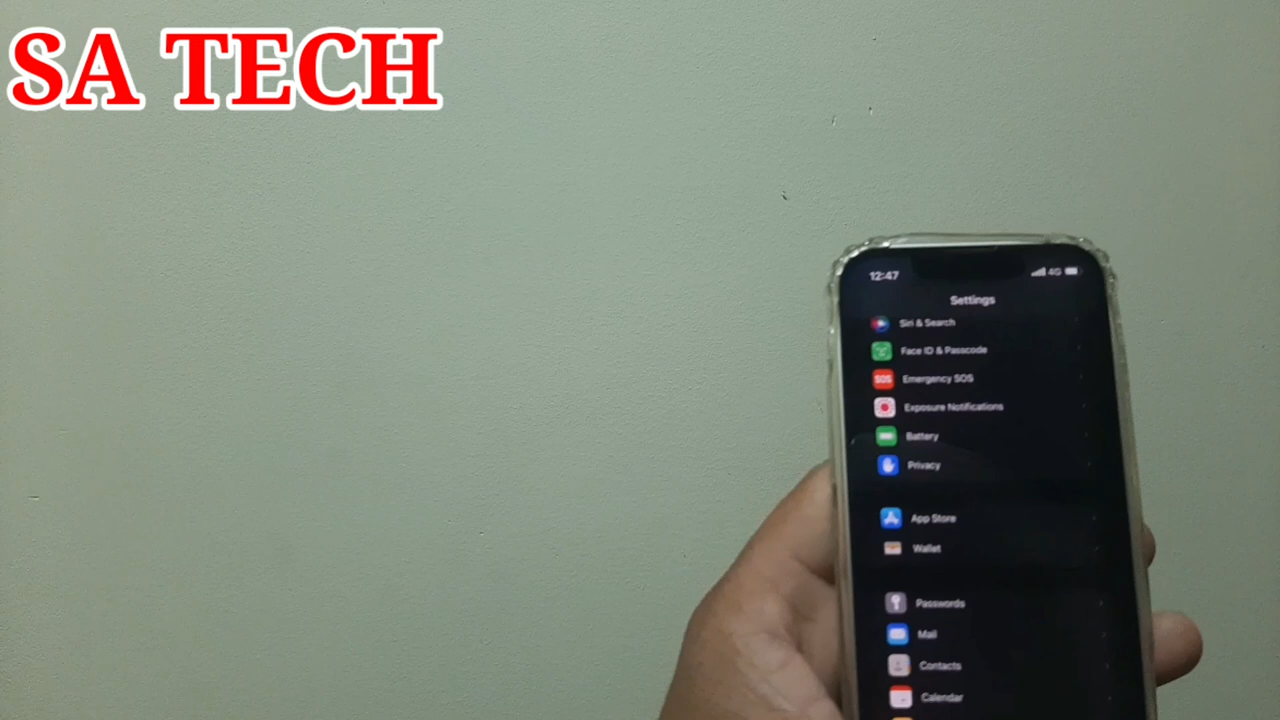 SA TECH
12:47
4G
Settings
Siri & Search
Face ID & Passcode
SOS
Emergency SOS
Exposure Notifications
Battery
Privacy
App Store
Wallet
Passwords
Mail
Contacts
Calendar